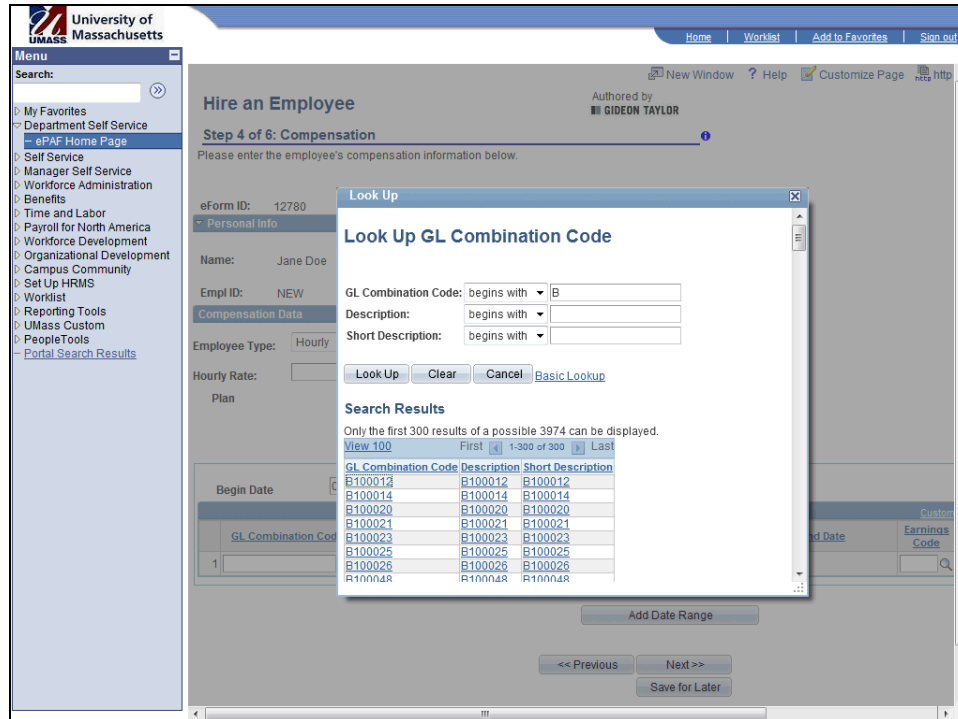 University of
UMASS Massachusetts
Home | Worklist | Add to Favorites | Sign out
Menu
Search:
My Favorites
Department Self Service
– ePAF Home Page
Self Service
Manager Self Service
Workforce Administration
Benefits
Time and Labor
Payroll for North America
Workforce Development
Organizational Development
Campus Community
Set Up HRMS
Worklist
Reporting Tools
UMass Custom
PeopleTools
– Portal Search Results
New Window ? Help Customize Page http
Hire an Employee
Authored by
GIDEON TAYLOR
Step 4 of 6: Compensation
Please enter the employee's compensation information below.
eForm ID: 12780
Personal Info
Name: Jane Doe
Empl ID: NEW
Compensation Data
Employee Type: Hourly
Hourly Rate:
Plan
Begin Date
Custom
GL Combination Cod
nd Date
Earnings
Code
1
Look Up
Look Up GL Combination Code
GL Combination Code: begins with B
Description: begins with
Short Description: begins with
Look Up Clear Cancel Basic Lookup
Search Results
Only the first 300 results of a possible 3974 can be displayed.
View 100 First 1-300 of 300 Last
GL Combination Code Description Short Description
B100012 B100012 B100012
B100014 B100014 B100014
B100020 B100020 B100020
B100021 B100021 B100021
B100023 B100023 B100023
B100025 B100025 B100025
B100026 B100026 B100026
B100048 B100048 B100048
Add Date Range
<< Previous Next >>
Save for Later